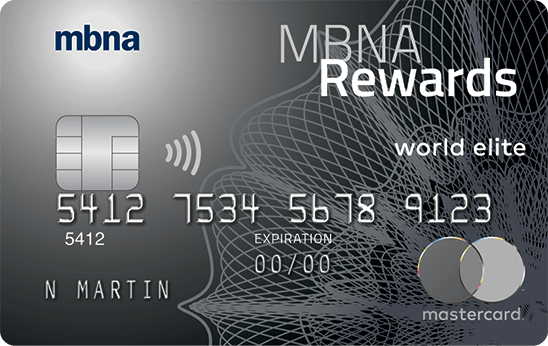 mbna
MBNA
Rewards
world elite
5412 7534 5678 9123
5412
EXPIRATION
00/00
N MARTIN
mastercard